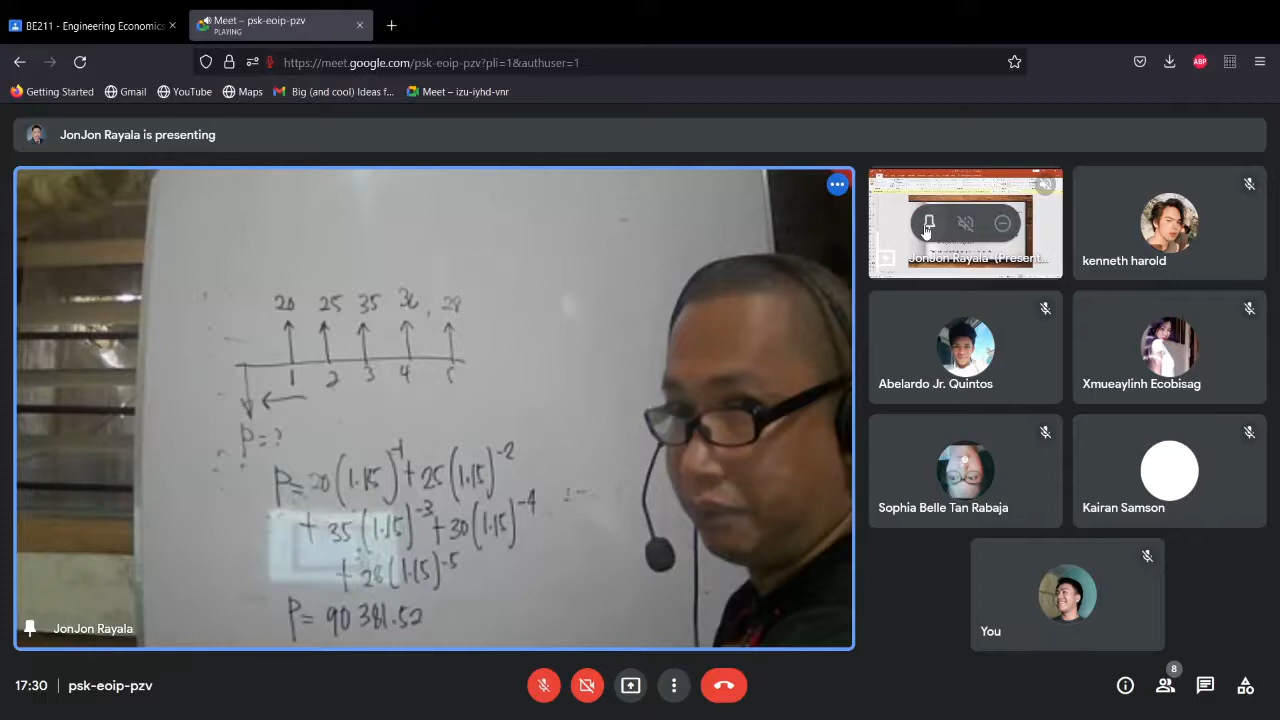 BE211 - Engineering Economics
Meet – psk-eoip-pzv
PLAYING
https://meet.google.com/psk-eoip-pzv?pli=1&authuser=1
ABP
Getting Started
Gmail
YouTube
Maps
Big (and cool) Ideas f...
Meet – izu-iyhd-vnr
JonJon Rayala is presenting
20 25 35 30, 28
1 2 3 4 5
P=?
P= 20(1.15)^-1 + 25(1.15)^-2
+ 35(1.15)^-3 + 30(1.15)^-4
+ 28(1.15)^-5
P= 90 381.52
JonJon Rayala
JonJon Rayala (Present...
kenneth harold
Abelardo Jr. Quintos
Xmueaylinh Ecobisag
Sophia Belle Tan Rabaja
Kairan Samson
You
17:30 | psk-eoip-pzv
8